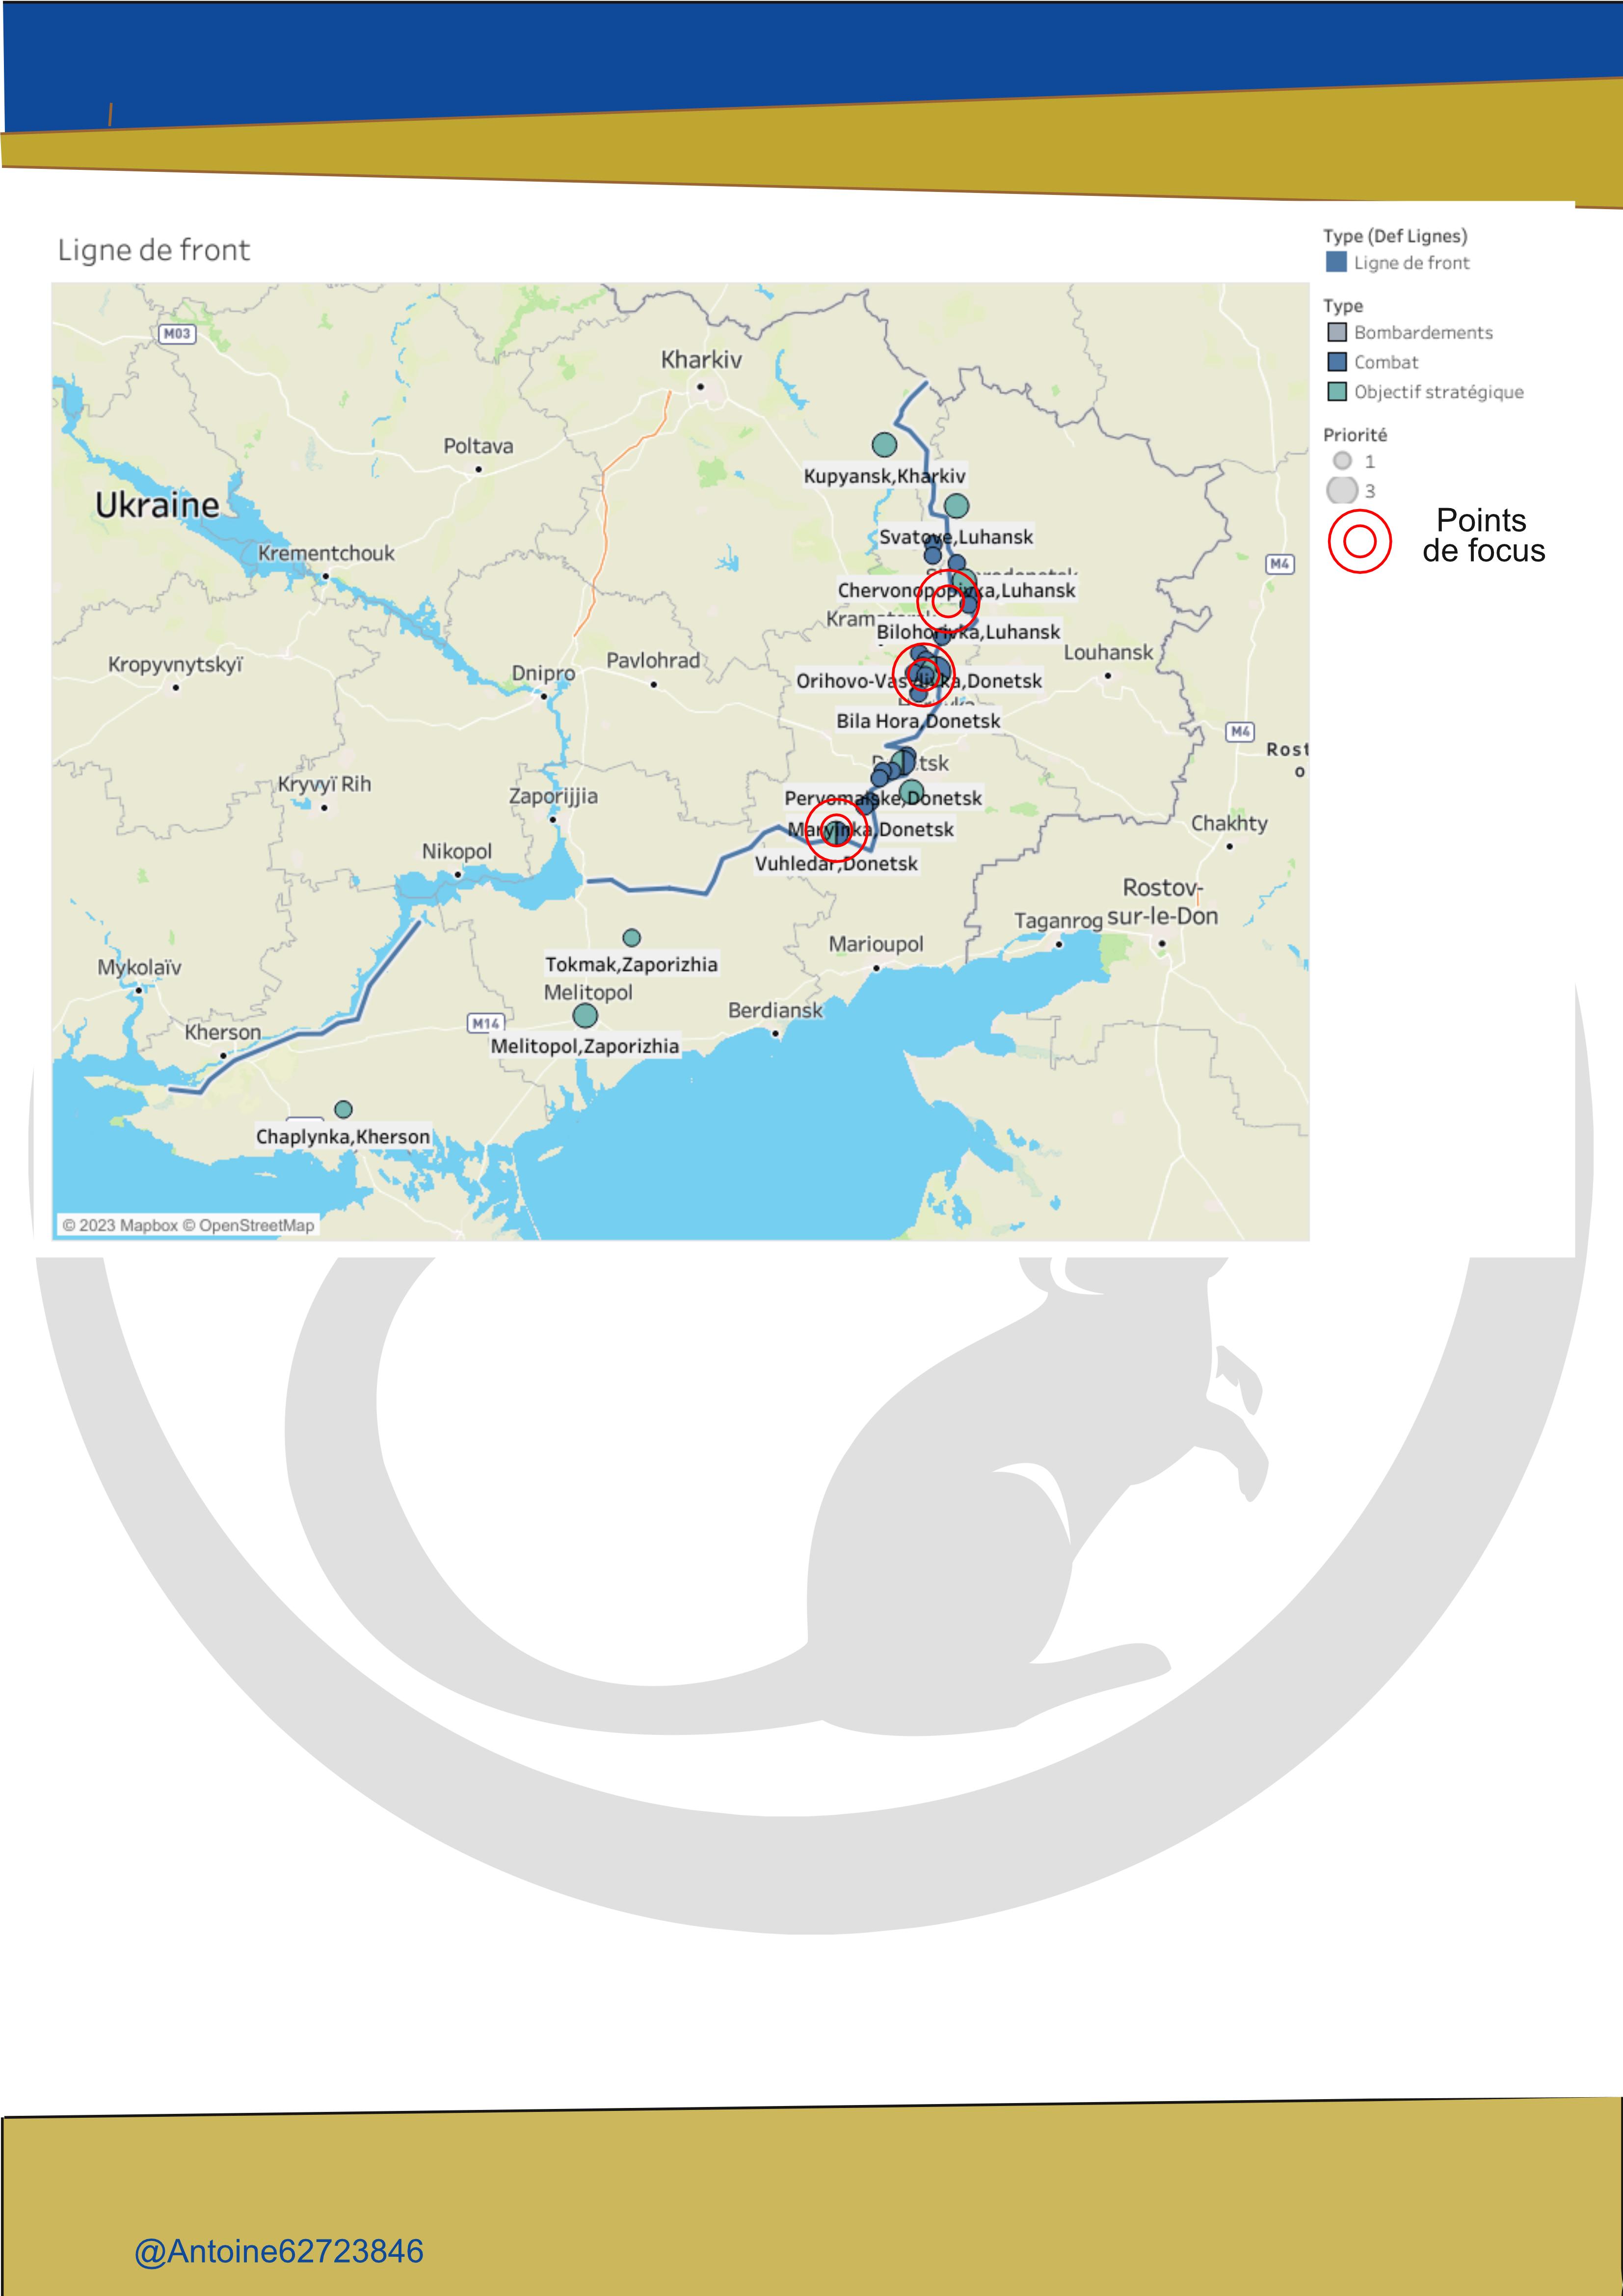 Ligne de front
Type (Def Lignes)
Ligne de front
Type
Bombardements
Combat
Objectif stratégique
Priorité
1
3
Points
de focus
M03
Kharkiv
Poltava
Kupyansk,Kharkiv
Ukraine
Svatove,Luhansk
Krementchouk
M4
Chervonopopivka,Luhansk
Bilohorivka,Luhansk
Louhansk
Kropyvnytskyï
Dnipro
Pavlohrad
Orihovo-Vasylivka,Donetsk
Bila Hora,Donetsk
M4
Rost
o
Kryvyï Rih
Zaporijjia
Pervomaiske,Donetsk
Maryinka,Donetsk
Chakhty
Nikopol
Vuhledar,Donetsk
Rostov-
sur-le-Don
Taganrog
Marioupol
Mykolaïv
Tokmak,Zaporizhia
Melitopol
Berdiansk
Kherson
M14
Melitopol,Zaporizhia
Chaplynka,Kherson
© 2023 Mapbox © OpenStreetMap
@Antoine62723846